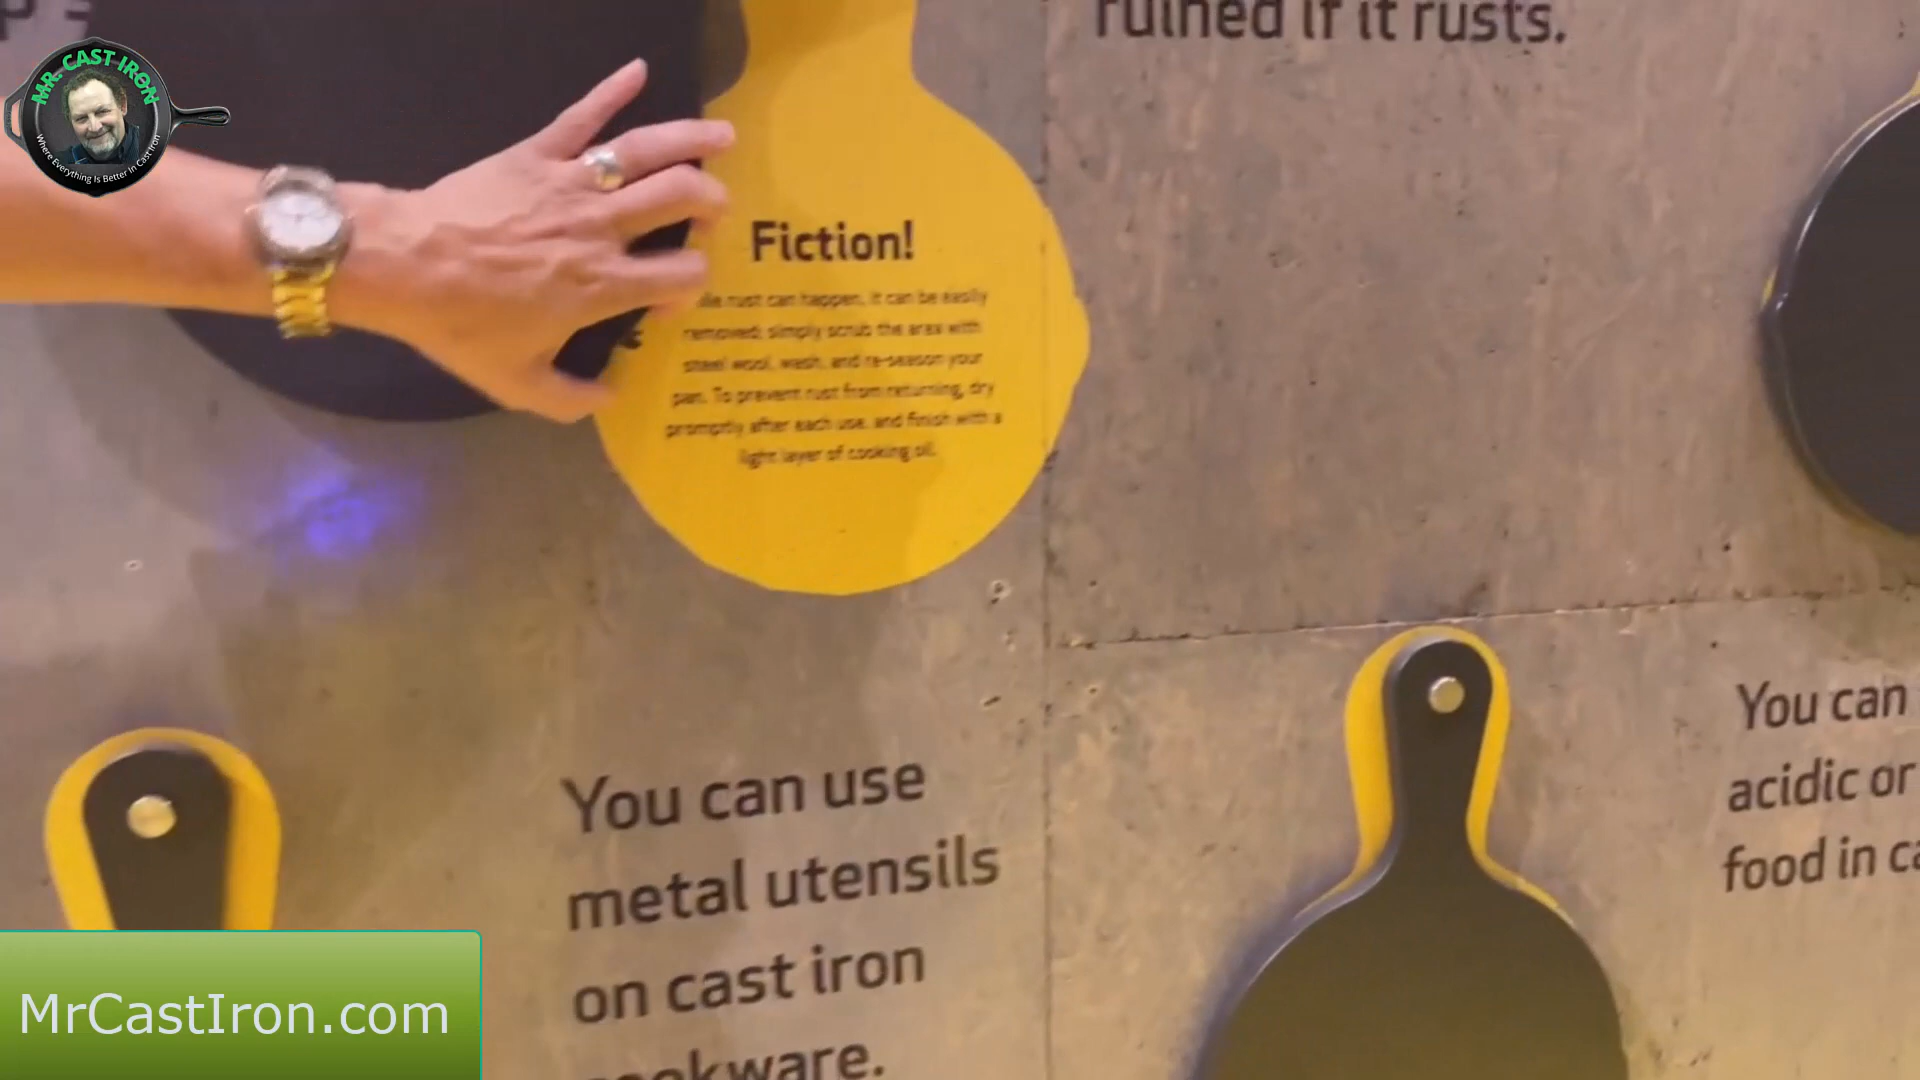 ruined if it rusts.
MR. CAST IRON
Where Everything Is Better In Cast Iron
Fiction!
rust can happen, it can be easily
removed; simply scrub the area with
steel wool, wash, and re-season your
pan. To prevent rust from returning, dry
promptly after each use, and finish with a
light layer of cooking oil.
You can use
metal utensils
on cast iron
cookware.
You can
acidic or
food in
MrCastIron.com